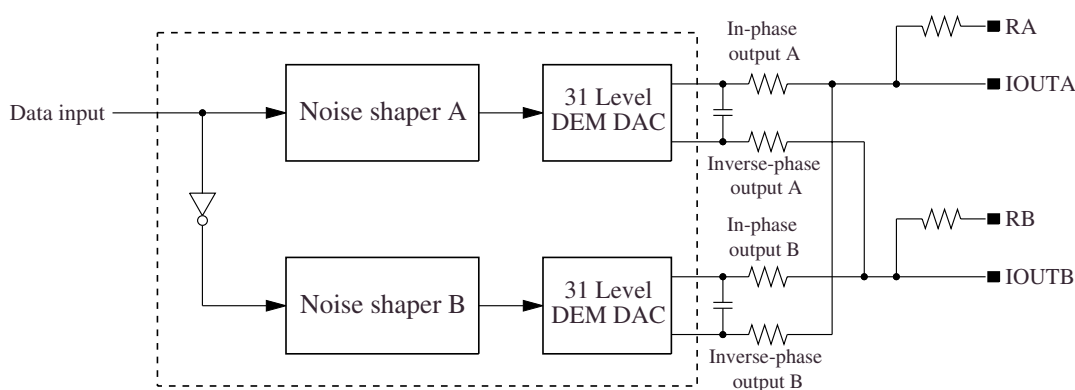 In-phase
output A
RA
Data input
Noise shaper A
31 Level
DEM DAC
IOUTA
Inverse-phase
output A
In-phase
output B
RB
Noise shaper B
31 Level
DEM DAC
IOUTB
Inverse-phase
output B